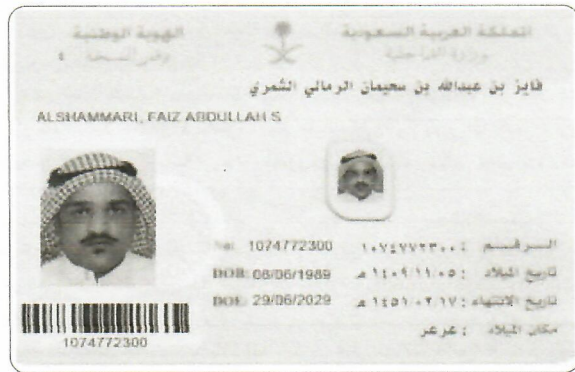 المملكة العربية السعودية
وزارة الداخلية
الهوية الوطنية
فايز بن عبدالله بن سحيمان الرمالي الشمري
ALSHAMMARI, FAIZ ABDULLAH S
الرقم : ١٠٧٤٧٧٢٣٠٠ 1074772300
تاريخ الميلاد : ١٤٠٩/١١/٠٥ هـ DOB: 08/06/1989
تاريخ الانتهاء : ١٤٥١/٠٢/١٧ هـ DOE: 29/06/2029
مكان الميلاد : عرعر
1074772300